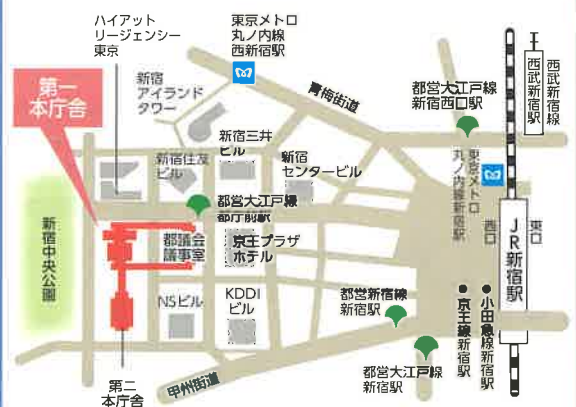 ハイアット
リージェンシー
東京
東京メトロ
丸ノ内線
西新宿駅
新宿
アイランド
タワー
青梅街道
都営大江戸線
新宿西口駅
西武新宿駅
西武新宿線
第一
本庁舎
新宿三井
ビル
新宿住友
ビル
新宿
センタービル
東京メトロ
丸ノ内線新宿駅
都営大江戸線
都庁前駅
新宿中央公園
都議会
議事堂
京王プラザ
ホテル
西口
JR新宿駅
東口
NSビル
KDDI
ビル
都営新宿線
新宿駅
京王線新宿駅
小田急線新宿駅
都営大江戸線
新宿駅
甲州街道
第二
本庁舎